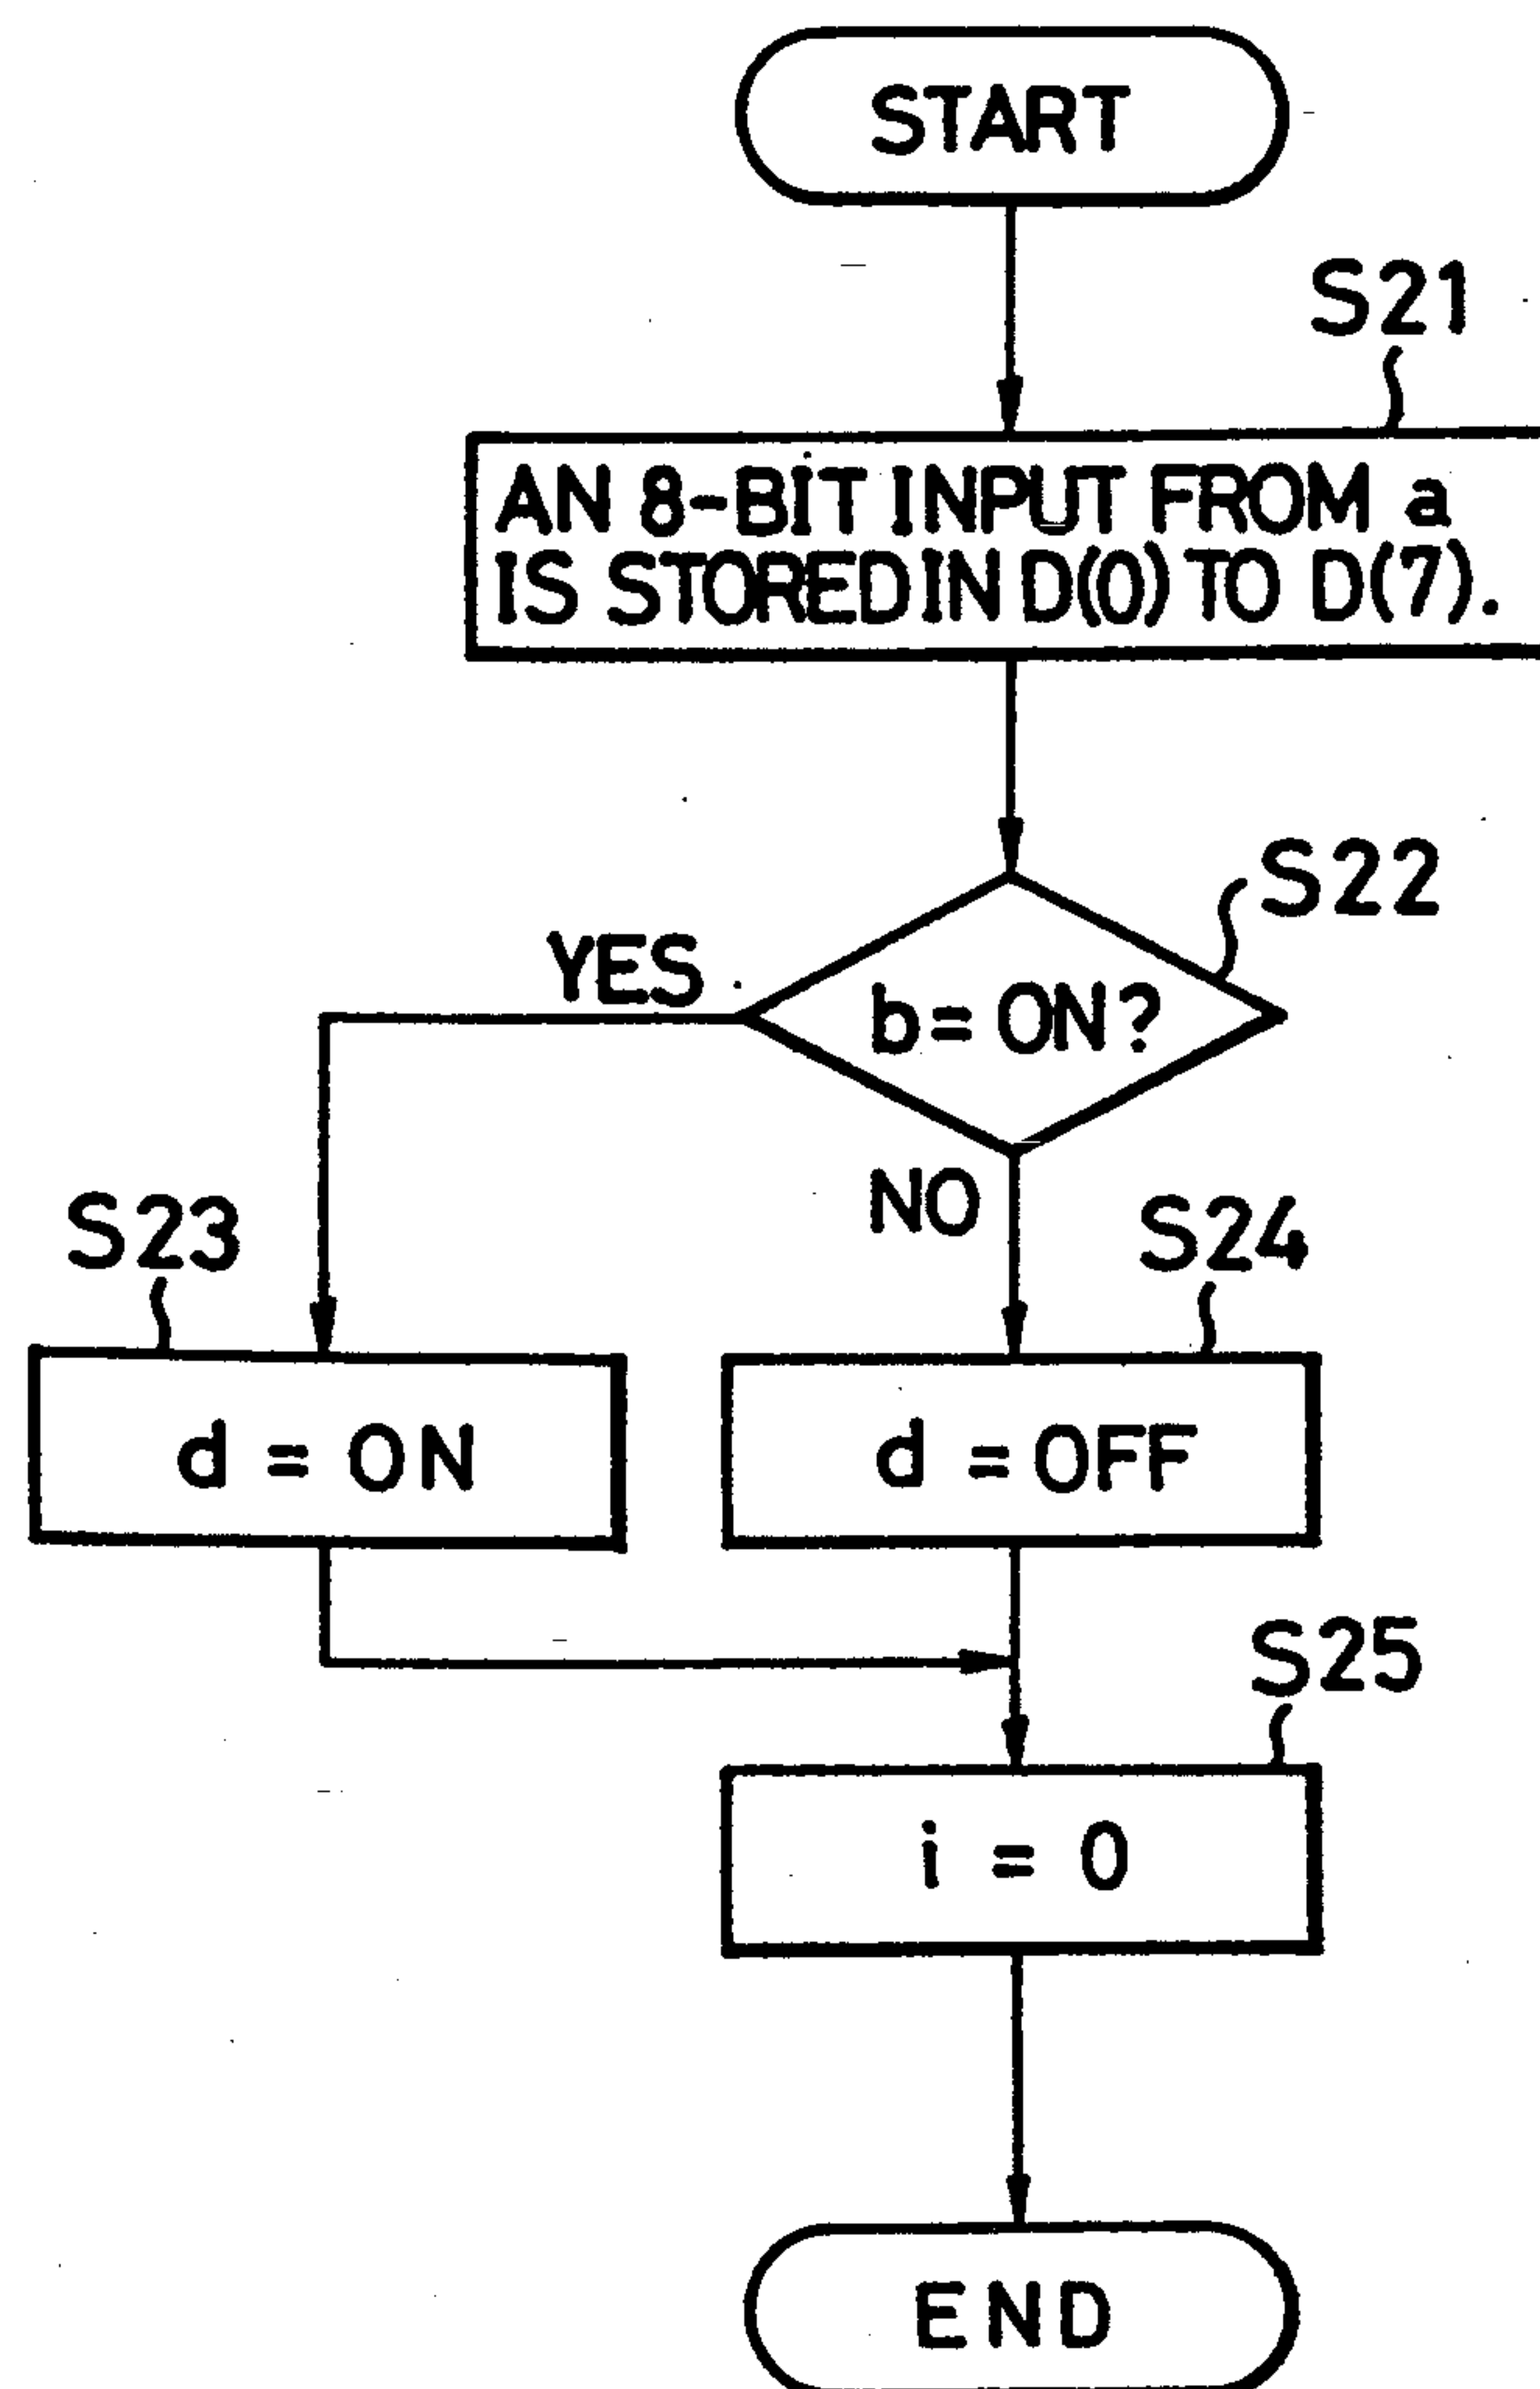 START
S21
AN 8-BIT INPUT FROM a
IS STORED IN D(0) TO D(7).
S22
YES
b = ON?
NO
S23
S24
d = ON
d = OFF
S25
i = 0
END